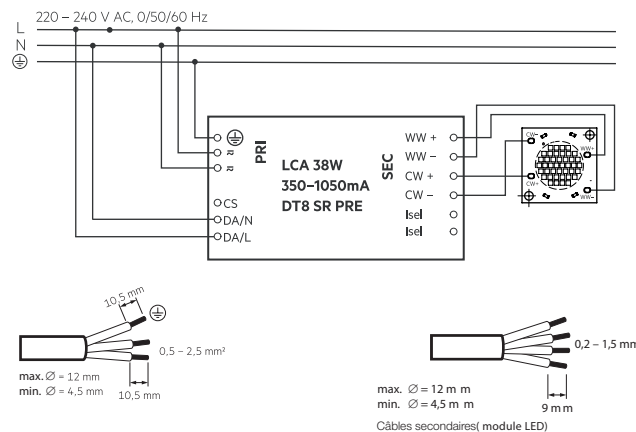 220 – 240 V AC, 0/50/60 Hz
L
N
PRI
SEC
LCA 38W
350–1050mA
DT8 SR PRE
≈
≈
CS
DA/N
DA/L
WW +
WW –
CW +
CW –
Isel
Isel
CW–
WW+
CW+
WW–
10,5 mm
0,5 – 2,5 mm²
max. Ø = 12 mm
min. Ø = 4,5 mm
10,5 mm
0,2 – 1,5 mm²
max. Ø = 12 m m
min. Ø = 4,5 m m
9 m m
Câbles secondaires( module LED)